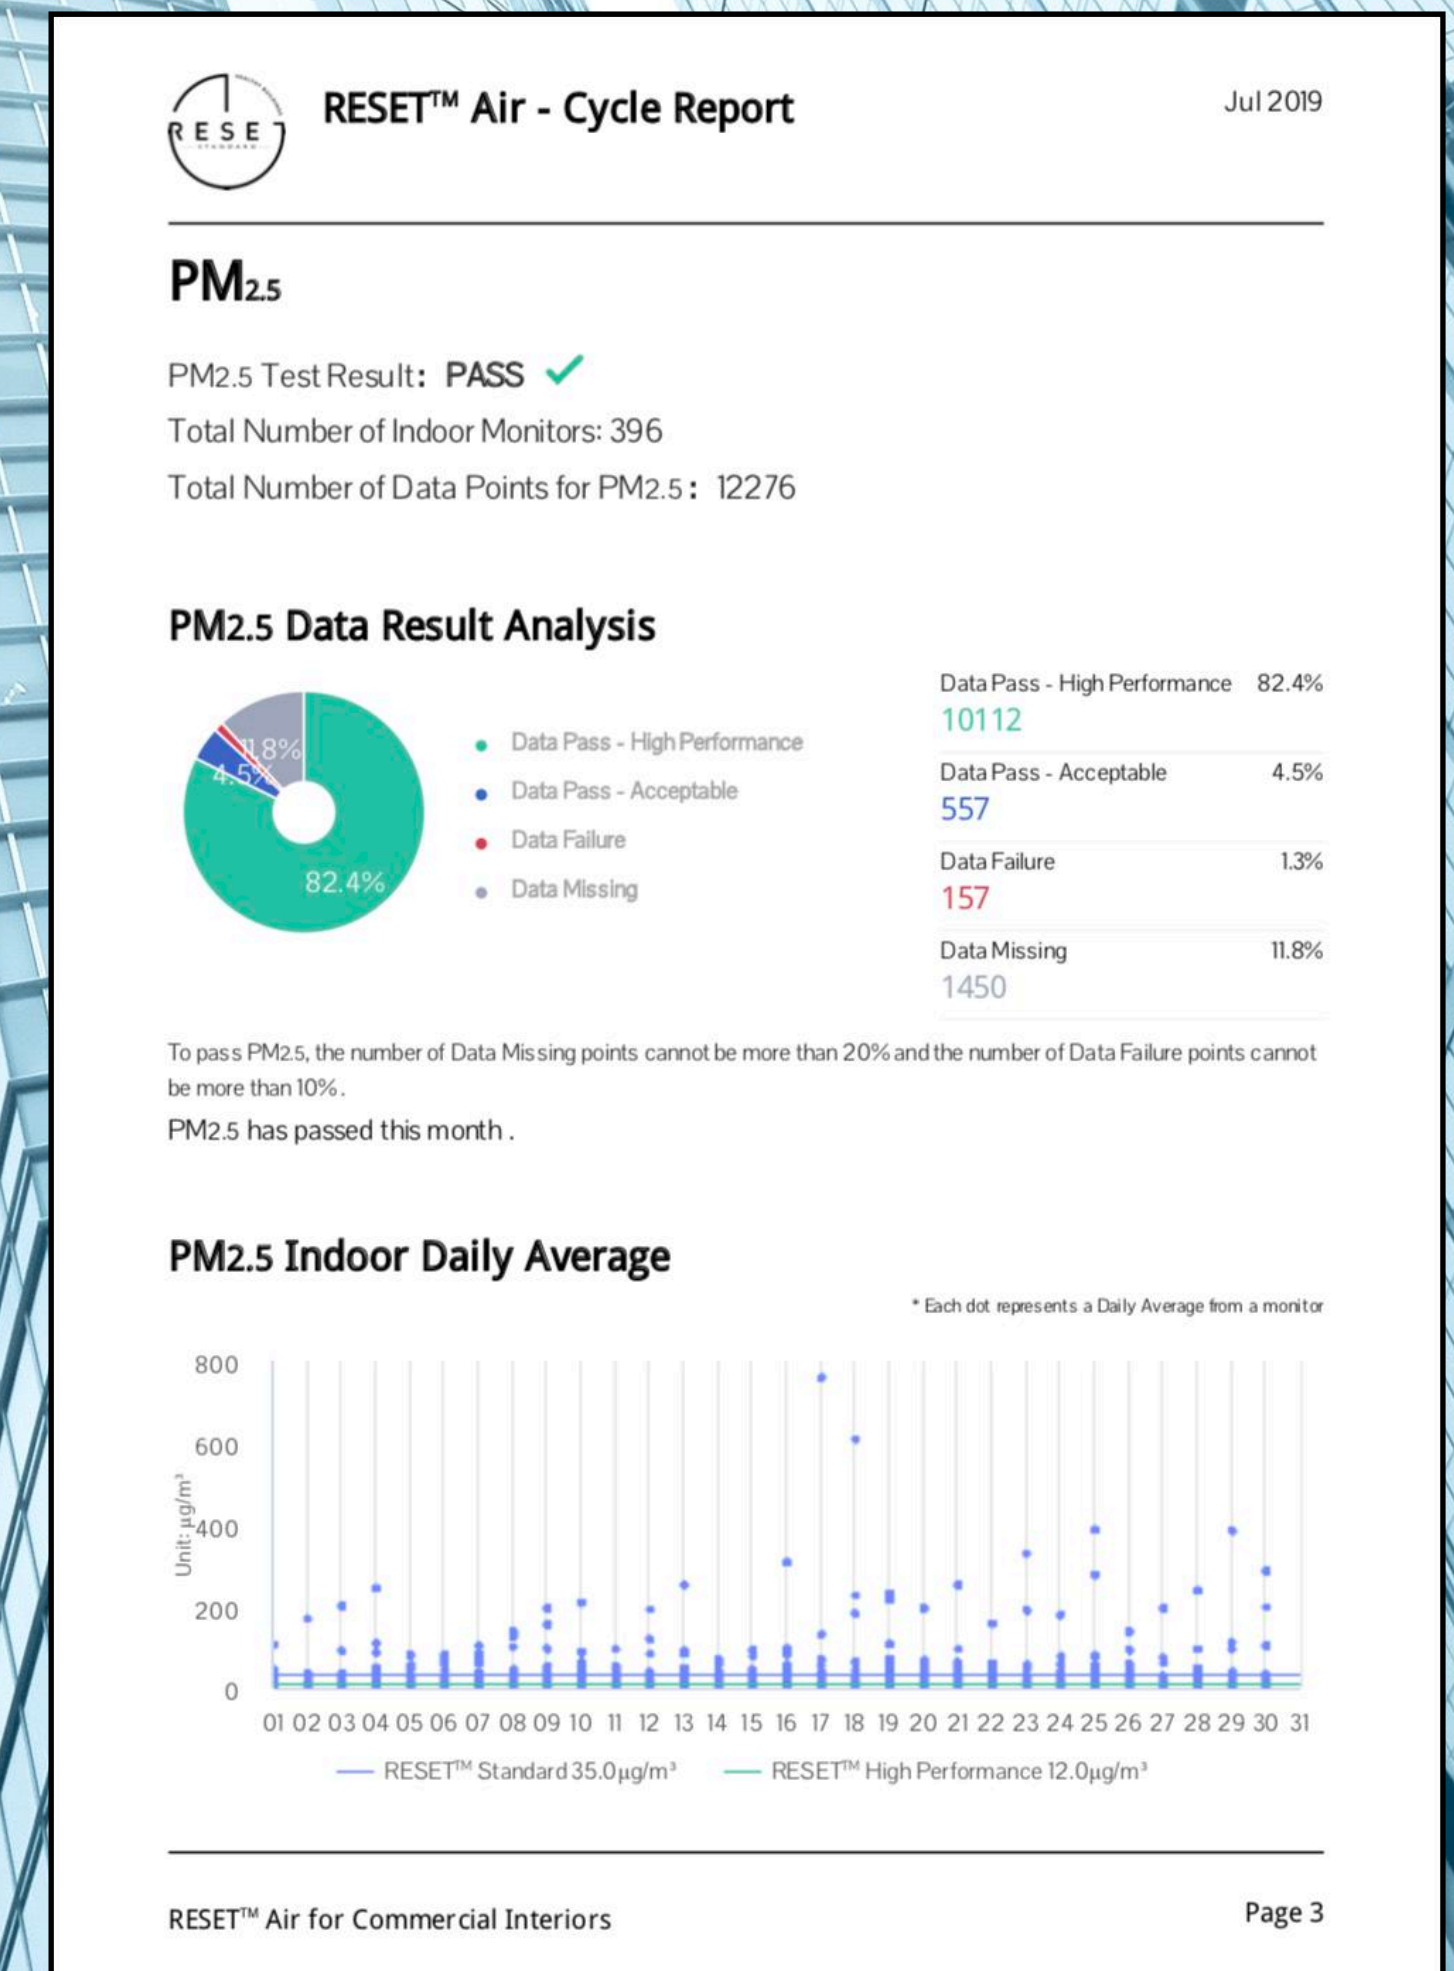 RESET
STANDARD
RESET™ Air - Cycle Report
Jul 2019
PM2.5
PM2.5 Test Result: PASS
Total Number of Indoor Monitors: 396
Total Number of Data Points for PM2.5: 12276
PM2.5 Data Result Analysis
11.8%
4.5%
82.4%
Data Pass - High Performance
Data Pass - Acceptable
Data Failure
Data Missing
Data Pass - High Performance 82.4%
10112
Data Pass - Acceptable 4.5%
557
Data Failure 1.3%
157
Data Missing 11.8%
1450
To pass PM2.5, the number of Data Missing points cannot be more than 20% and the number of Data Failure points cannot
be more than 10% .
PM2.5 has passed this month .
PM2.5 Indoor Daily Average
* Each dot represents a Daily Average from a monitor
Unit: µg/m³
800
600
400
200
0
01 02 03 04 05 06 07 08 09 10 11 12 13 14 15 16 17 18 19 20 21 22 23 24 25 26 27 28 29 30 31
RESET™ Standard 35.0µg/m³ RESET™ High Performance 12.0µg/m³
RESET™ Air for Commercial Interiors
Page 3